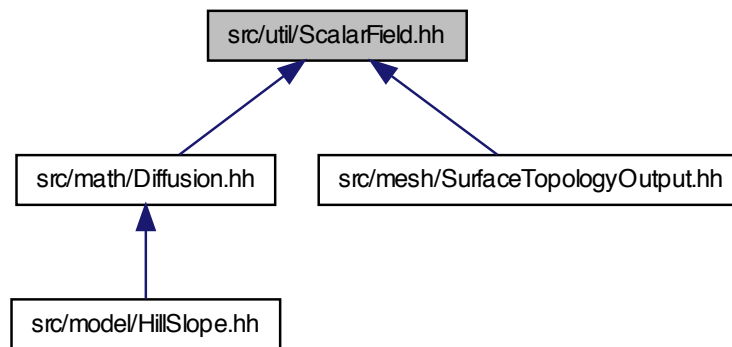 src/util/ScalarField.hh
src/math/Diffusion.hh
src/mesh/SurfaceTopologyOutput.hh
src/model/HillSlope.hh